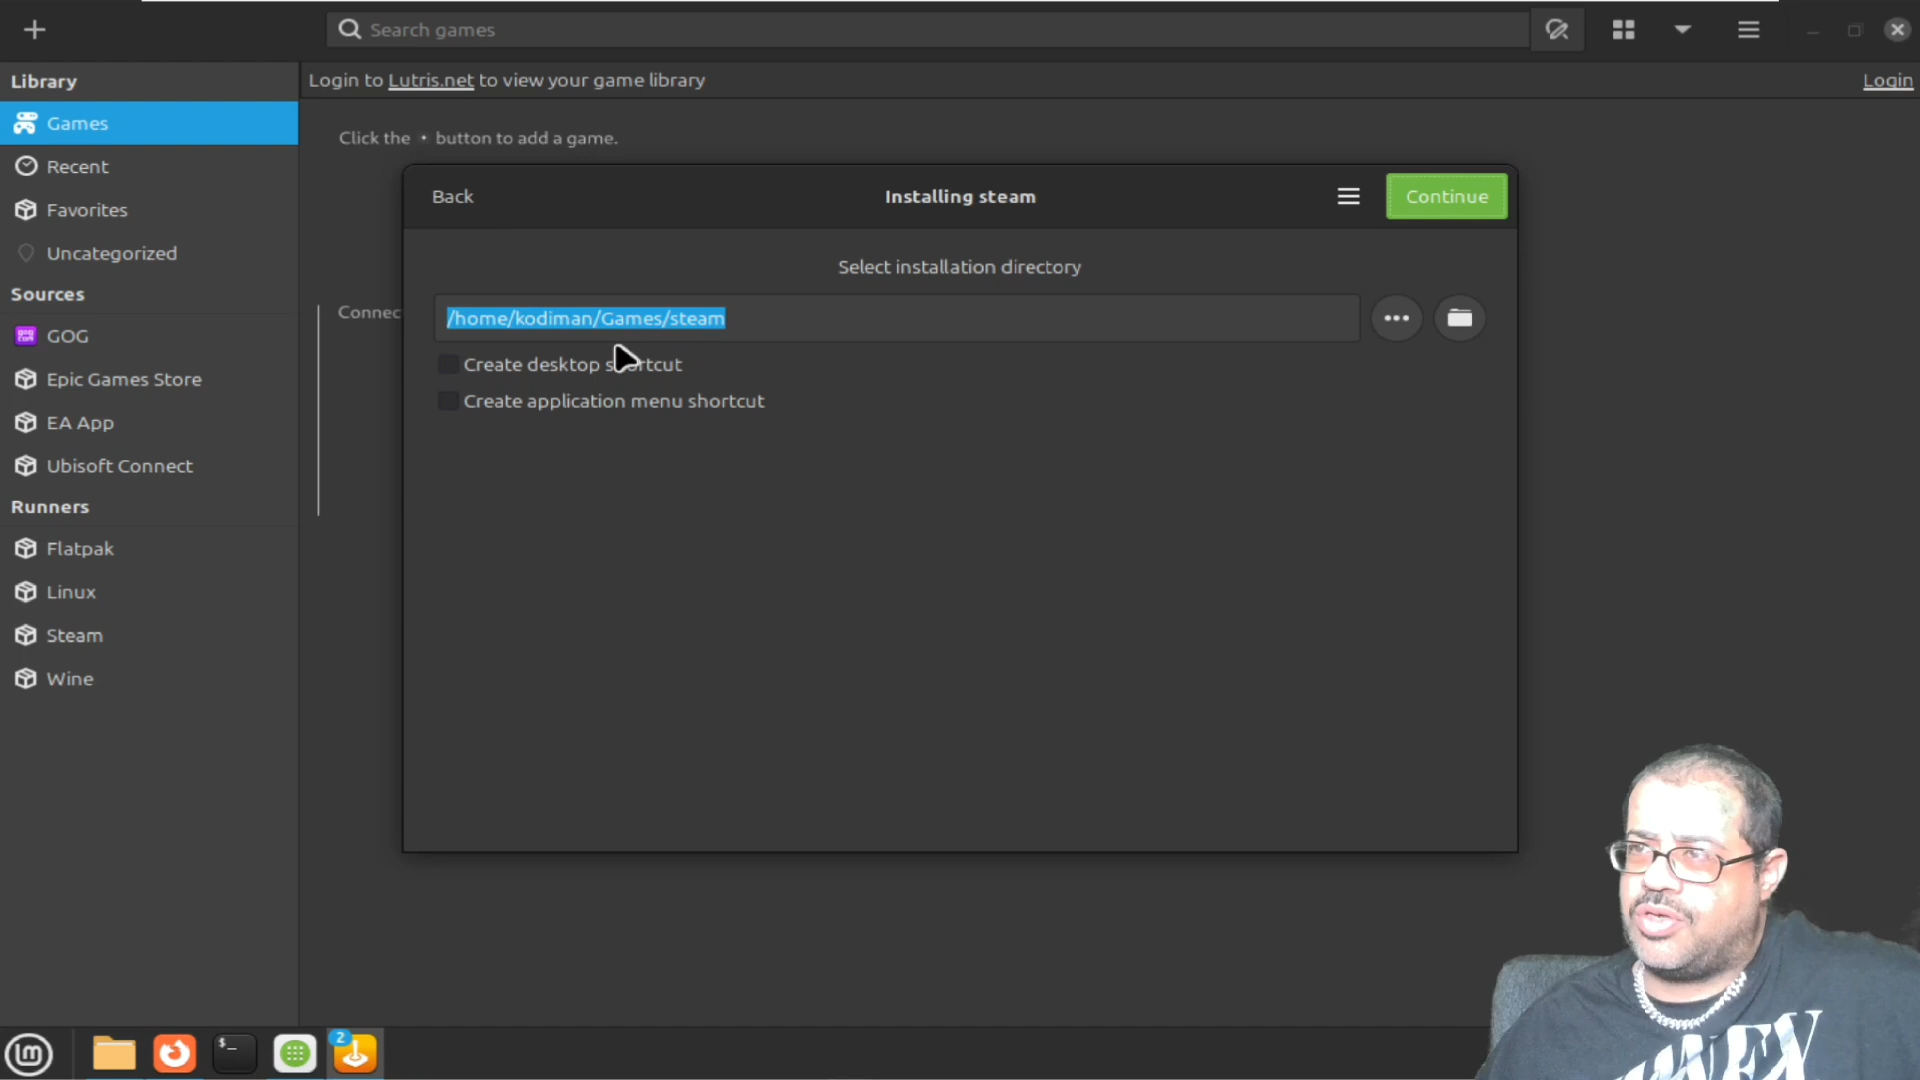 Search games
Library
Login to Lutris.net to view your game library
Login
Games
Click the • button to add a game.
Recent
Back
Installing steam
Continue
Favorites
Uncategorized
Select installation directory
Sources
Connec
/home/kodiman/Games/steam
GOG
Create desktop shortcut
Epic Games Store
Create application menu shortcut
EA App
Ubisoft Connect
Runners
Flatpak
Linux
Steam
Wine
lm
$_
2